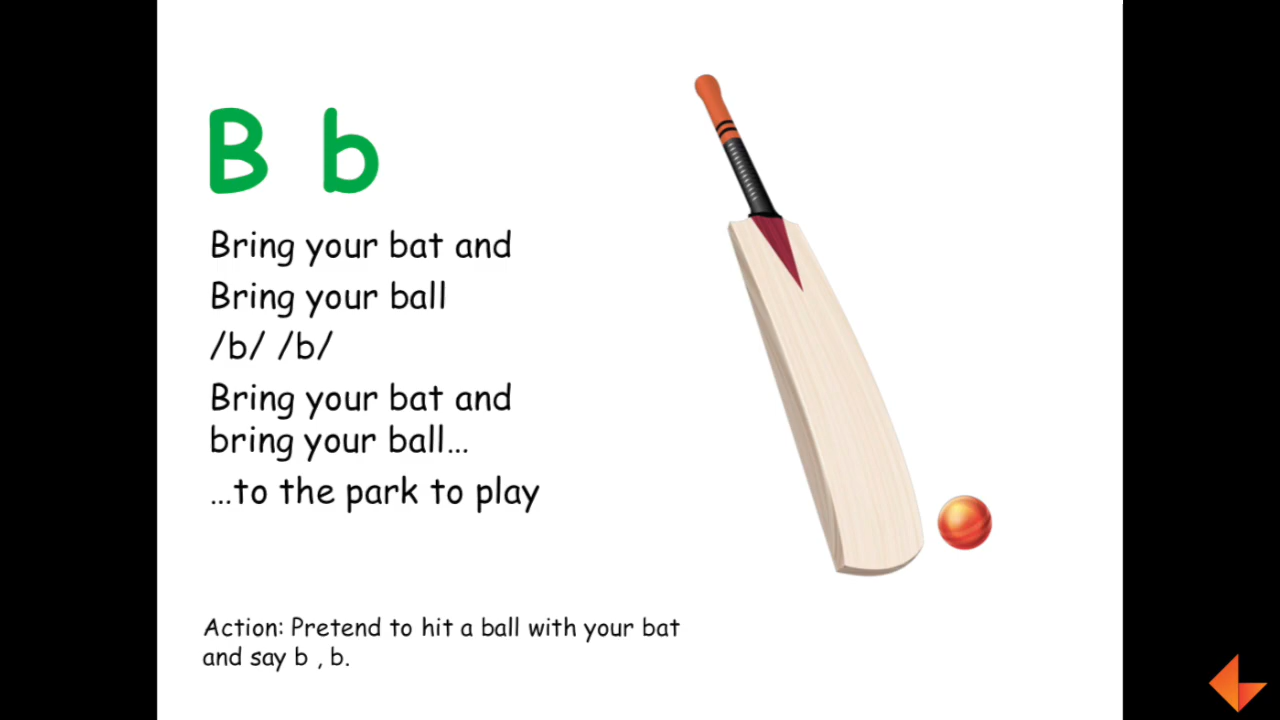 B b
Bring your bat and
Bring your ball
/b/ /b/
Bring your bat and
bring your ball...
...to the park to play
Action: Pretend to hit a ball with your bat
and say b , b.